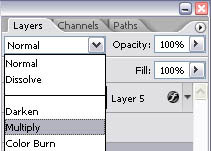 Layers Channels Paths
Normal Opacity: 100%
Normal Fill: 100%
Dissolve
Layer 5
Darken
Multiply
Color Burn